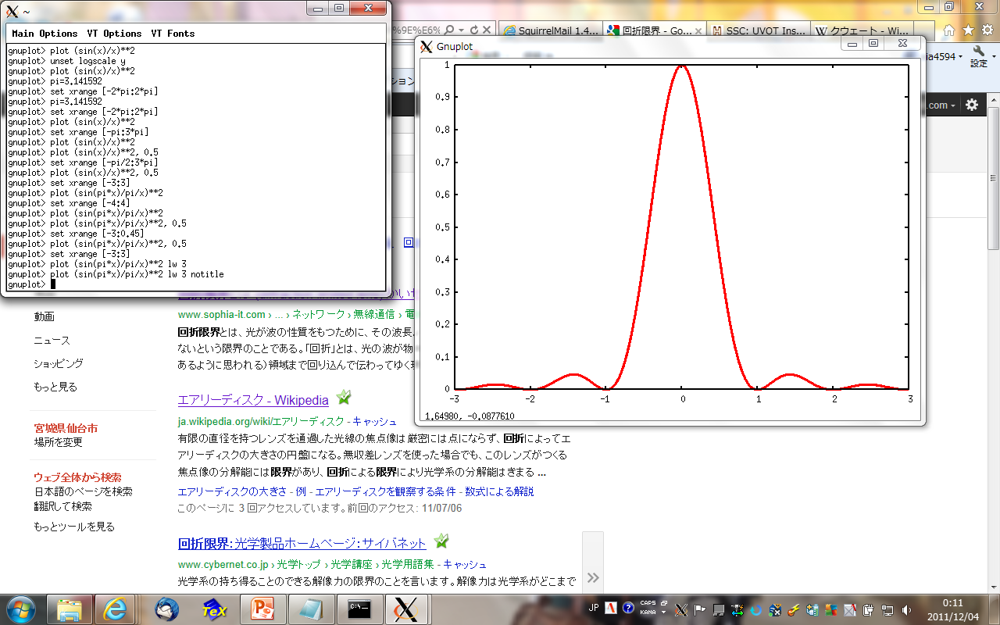 ~
Main Options VT Options VT Fonts
gnuplot> plot (sin(x)/x)**2
gnuplot> unset logscale y
gnuplot> plot (sin(x)/x)**2
gnuplot> pi=3.141592
gnuplot> set xrange [-2*pi:2*pi]
gnuplot> pi=3.141592
gnuplot> set xrange [-2*pi:2*pi]
gnuplot> plot (sin(x)/x)**2
gnuplot> set xrange [-pi:3*pi]
gnuplot> plot (sin(x)/x)**2
gnuplot> plot (sin(x)/x)**2, 0.5
gnuplot> set xrange [-pi/2:3*pi]
gnuplot> plot (sin(x)/x)**2, 0.5
gnuplot> set xrange [-3:3]
gnuplot> plot (sin(pi*x)/pi/x)**2
gnuplot> set xrange [-4:4]
gnuplot> plot (sin(pi*x)/pi/x)**2
gnuplot> plot (sin(pi*x)/pi/x)**2, 0.5
gnuplot> set xrange [-3:0.45]
gnuplot> plot (sin(pi*x)/pi/x)**2, 0.5
gnuplot> set xrange [-3:3]
gnuplot> plot (sin(pi*x)/pi/x)**2 lw 3
gnuplot> plot (sin(pi*x)/pi/x)**2 lw 3 notitle
gnuplot>
%9E%E6%
SquirrelMail 1.4...
回折限界 - Go...
SSC: UVOT Ins...
クウェート - Wi...
ia4594
設定
.com
ション
Gnuplot
1
0.9
0.8
0.7
0.6
0.5
0.4
0.3
0.2
0.1
0
-3 -2 -1 0 1 2 3
1.64980, -0.0877610
動画
ニュース
ショッピング
もっと見る
宮城県仙台市
場所を変更
ウェブ全体から検索
日本語のページを検索
翻訳して検索
もっとツールを見る
www.sophia-it.com › ... › ネットワーク › 無線通信 › 電
回折限界とは、光が波の性質をもつために、その波長
ないという限界のことである。「回折」とは、光の波が物
あるように思われる)領域まで回り込んで伝わってゆく
エアリーディスク - Wikipedia
ja.wikipedia.org/wiki/エアリーディスク - キャッシュ
有限の直径を持つレンズを通過した光線の焦点像は厳密には点にならず、回折によってエ
アリーディスクの大きさの円盤になる。無収差レンズを使った場合でも、このレンズがつくる
焦点像の分解能には限界があり、回折による限界により光学系の分解能はきまる ...
エアリーディスクの大きさ - 例 - エアリーディスクを観察する条件 - 数式による解説
このページに 3 回アクセスしています。前回のアクセス: 11/07/06
回折限界:光学製品ホームページ:サイバネット
www.cybernet.co.jp › 光学トップ › 光学講座 › 光学用語集 - キャッシュ
光学系の持ち得ることのできる解像力の限界のことを言います。解像力は光学系がどこまで
TeX
C:\
JP
A
CAPS
KANA
0:11
2011/12/04